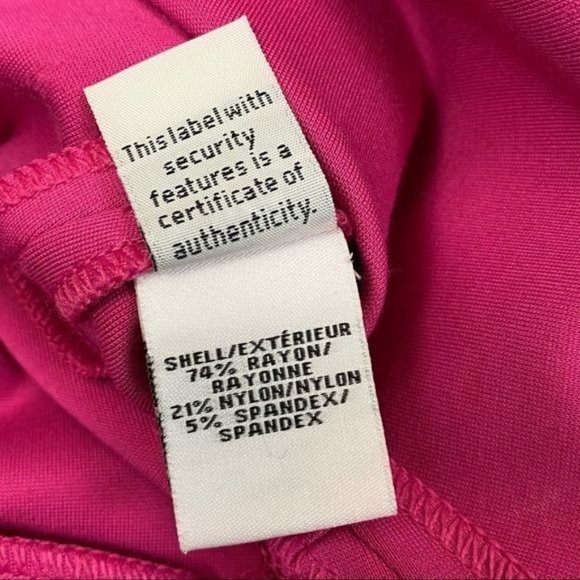 This label with
security
features is a
certificate of
authenticity.
SHELL/EXTÉRIEUR
74% RAYON/
RAYONNE
21% NYLON/NYLON
5% SPANDEX/
SPANDEX